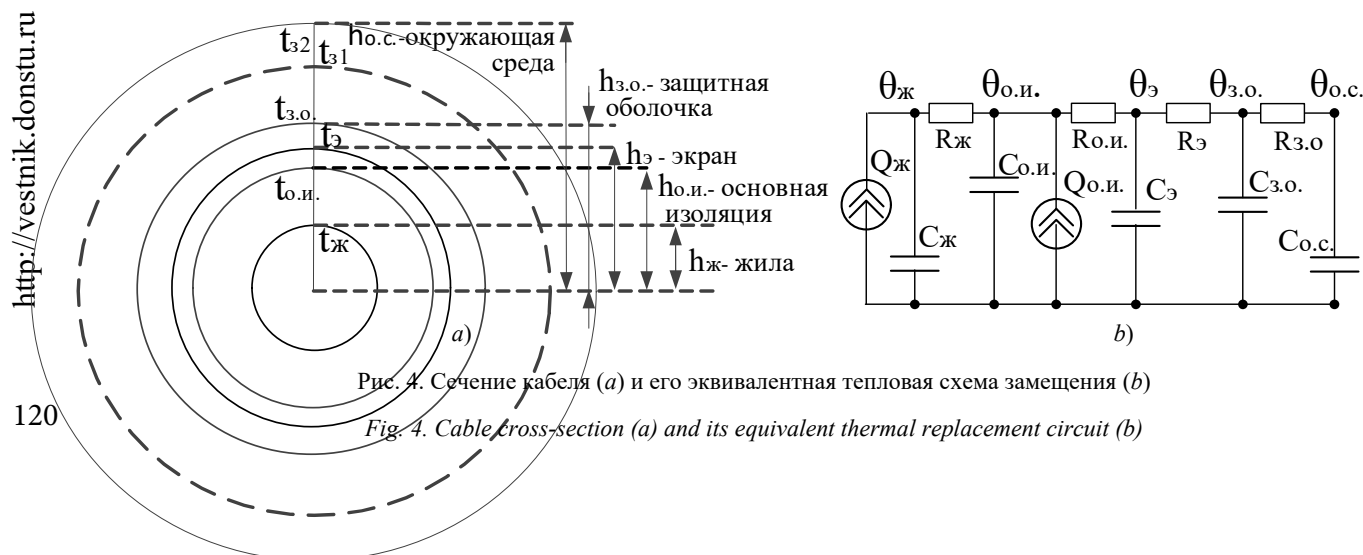 http://vestnik.donstu.ru
120
tз2
tз1
tз.о.
tэ
tо.и.
tж
hо.с.-окружающая
среда
hз.о.- защитная
оболочка
hэ - экран
hо.и.- основная
изоляция
hж- жила
a)
θж
θо.и.
θэ
θз.о.
θо.с.
Rж
Rо.и.
Rэ
Rз.о
Qж
Cо.и.
Qо.и.
Cэ
Cз.о.
Cж
Cо.с.
b)
Рис. 4. Сечение кабеля (a) и его эквивалентная тепловая схема замещения (b)
Fig. 4. Cable cross-section (a) and its equivalent thermal replacement circuit (b)